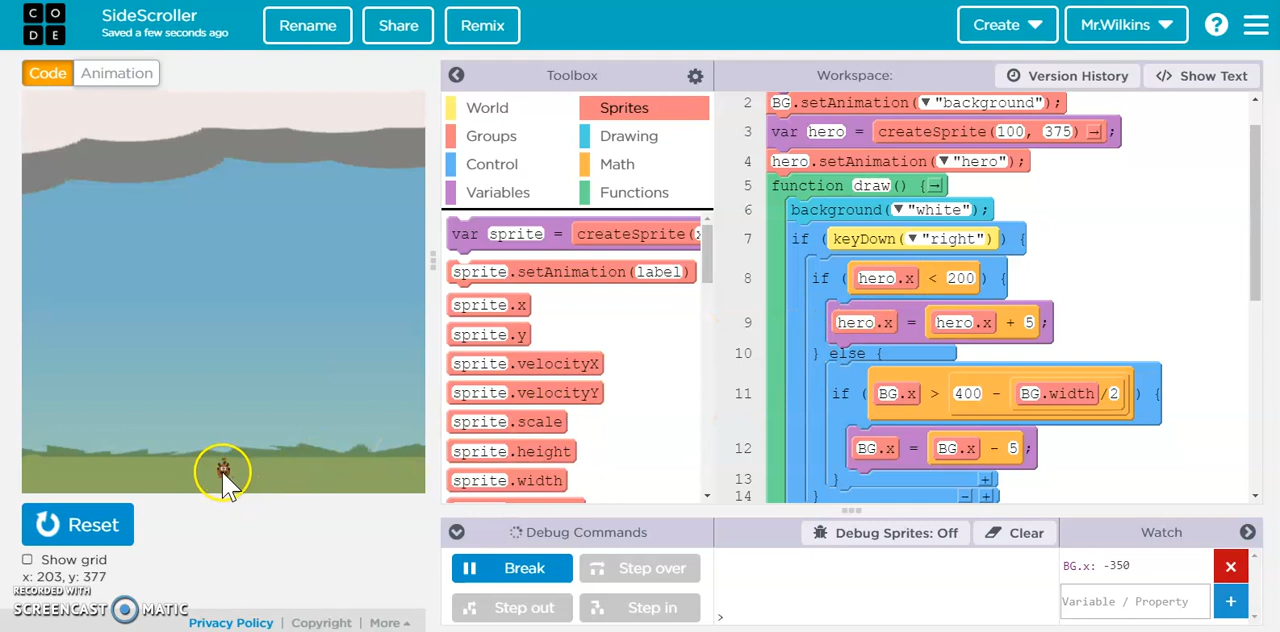 CO
DE
SideScroller
Saved a few seconds ago
Rename
Share
Remix
Create
Mr.Wilkins
?
Code
Animation
Toolbox
Workspace:
Version History
</> Show Text
World
Sprites
Groups
Drawing
Control
Math
Variables
Functions
var sprite = createSprite(x
sprite.setAnimation(label)
sprite.x
sprite.y
sprite.velocityX
sprite.velocityY
sprite.scale
sprite.height
sprite.width
2 BG.setAnimation("background");
3 var hero = createSprite(100, 375);
4 hero.setAnimation("hero");
5 function draw() {
6 background("white");
7 if (keyDown("right")) {
8 if (hero.x < 200) {
9 hero.x = hero.x + 5;
10 } else {
11 if (BG.x > 400 - BG.width/2) {
12 BG.x = BG.x - 5;
13 }
14 }
Reset
Show grid
x: 203, y: 377
RECORDED WITH
SCREENCAST MATIC
Privacy Policy | Copyright | More
Debug Commands
Debug Sprites: Off
Clear
Watch
Break
Step over
Step out
Step in
>
BG.x: -350
Variable / Property